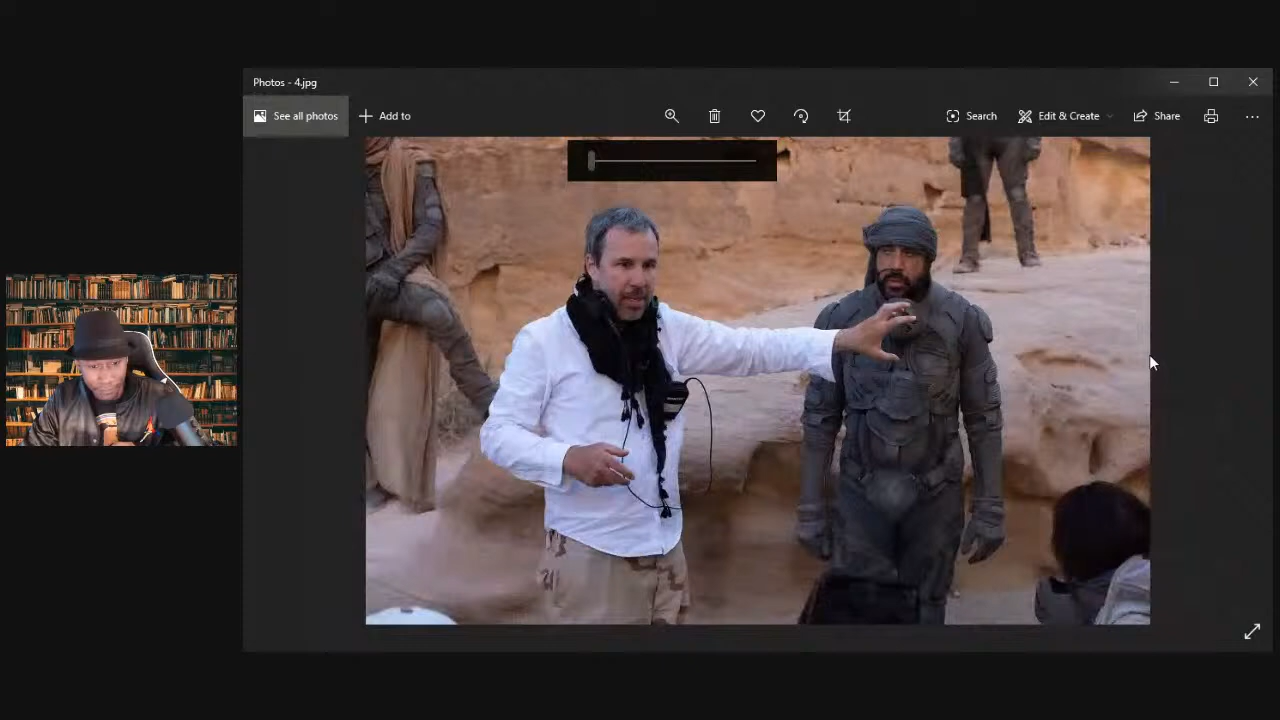 Photos - 4.jpg
See all photos
Add to
Search
Edit & Create
Share